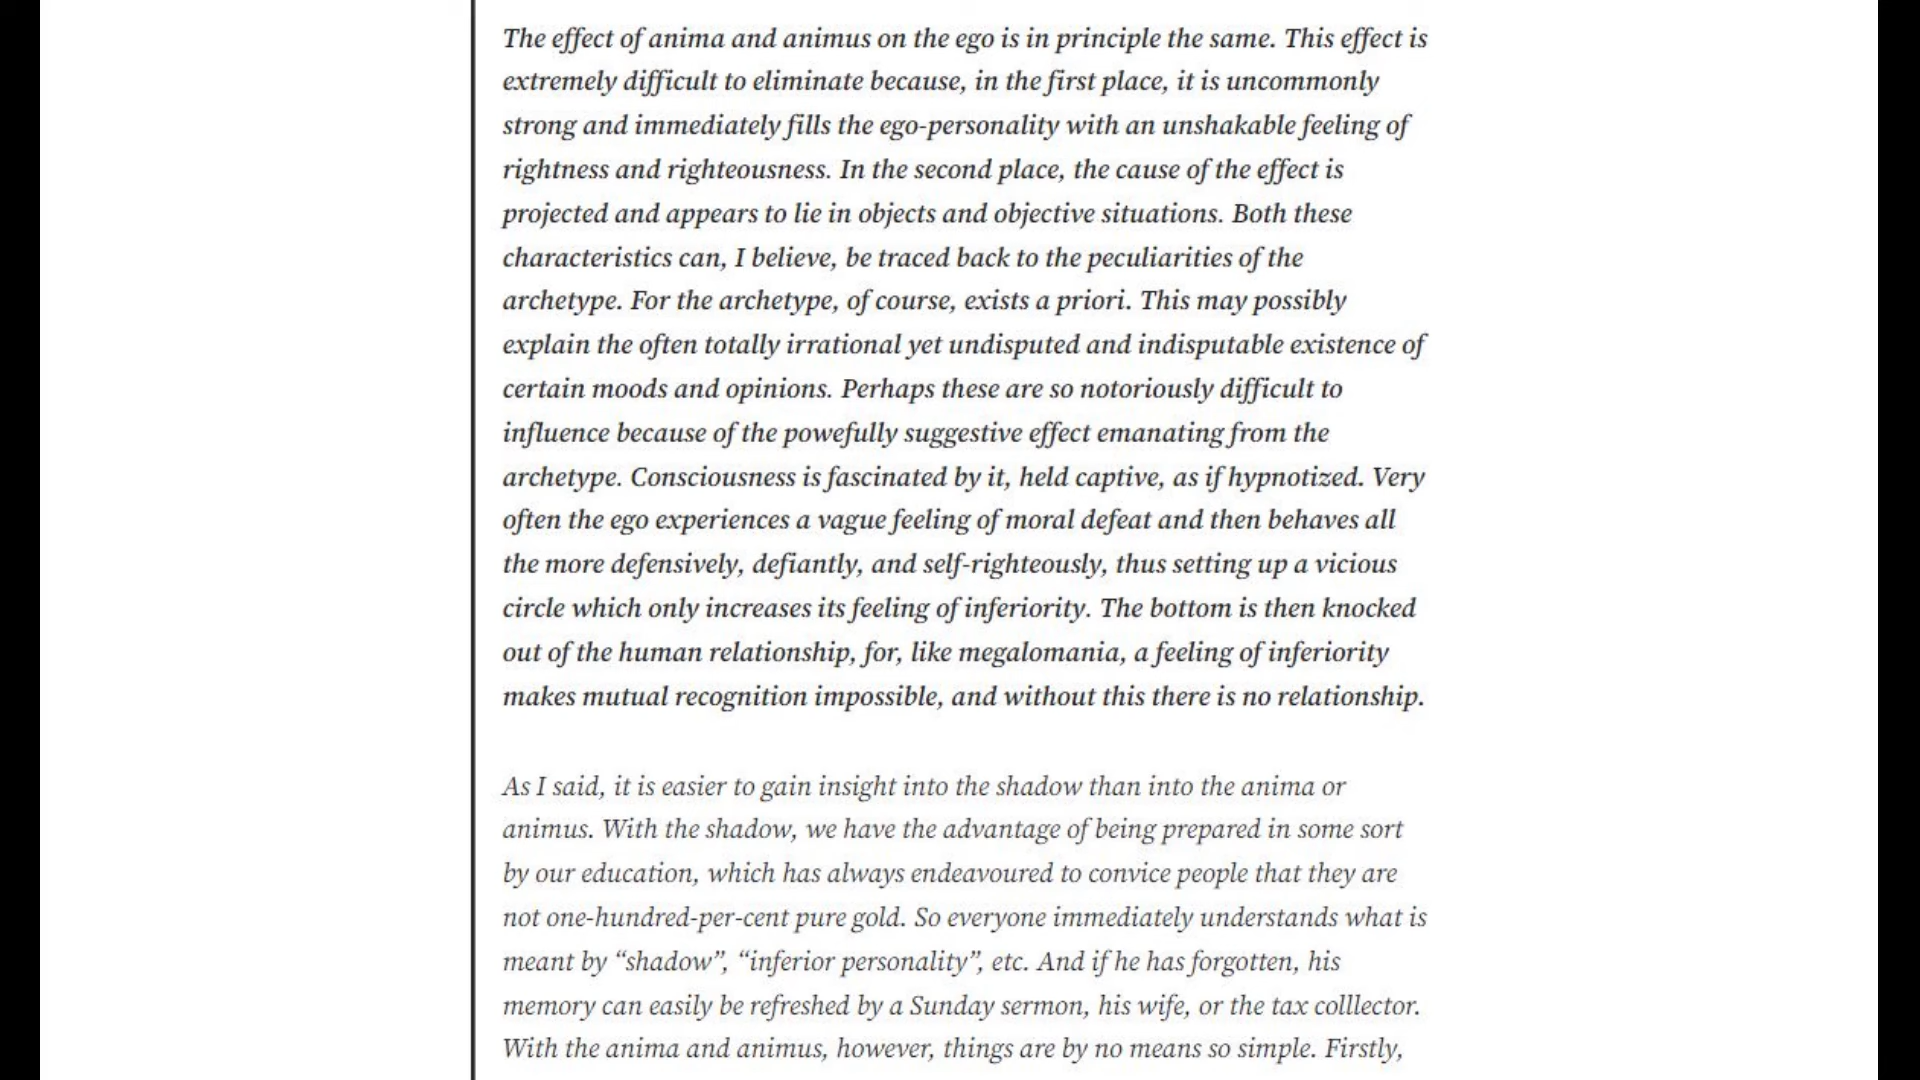 The effect of anima and animus on the ego is in principle the same. This effect is
extremely difficult to eliminate because, in the first place, it is uncommonly
strong and immediately fills the ego-personality with an unshakable feeling of
rightness and righteousness. In the second place, the cause of the effect is
projected and appears to lie in objects and objective situations. Both these
characteristics can, I believe, be traced back to the peculiarities of the
archetype. For the archetype, of course, exists a priori. This may possibly
explain the often totally irrational yet undisputed and indisputable existence of
certain moods and opinions. Perhaps these are so notoriously difficult to
influence because of the powefully suggestive effect emanating from the
archetype. Consciousness is fascinated by it, held captive, as if hypnotized. Very
often the ego experiences a vague feeling of moral defeat and then behaves all
the more defensively, defiantly, and self-righteously, thus setting up a vicious
circle which only increases its feeling of inferiority. The bottom is then knocked
out of the human relationship, for, like megalomania, a feeling of inferiority
makes mutual recognition impossible, and without this there is no relationship.
As I said, it is easier to gain insight into the shadow than into the anima or
animus. With the shadow, we have the advantage of being prepared in some sort
by our education, which has always endeavoured to convice people that they are
not one-hundred-per-cent pure gold. So everyone immediately understands what is
meant by “shadow”, “inferior personality”, etc. And if he has forgotten, his
memory can easily be refreshed by a Sunday sermon, his wife, or the tax colllector.
With the anima and animus, however, things are by no means so simple. Firstly,